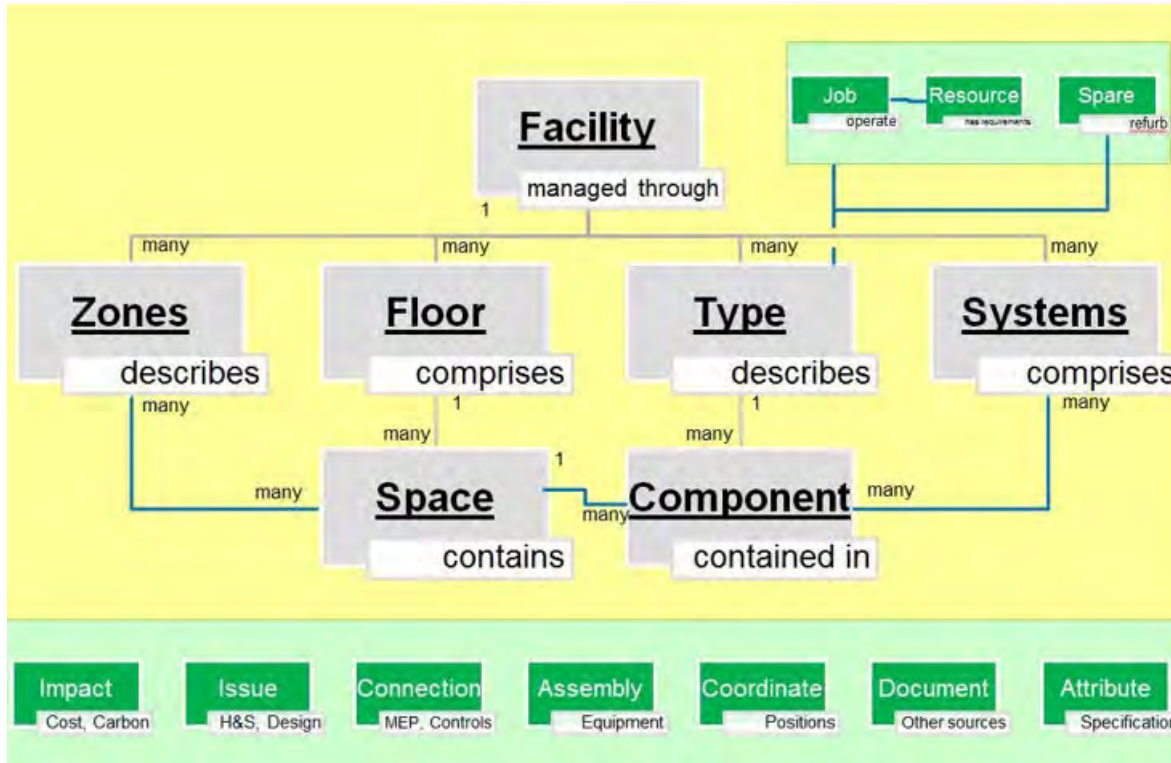 Job
operate
Resource
has requirements
Spare
refurb
Facility
managed through
1
many
many
many
many
Zones
describes
Floor
comprises
Type
describes
Systems
comprises
many
1
1
many
many
many
1
many
many
many
Space
contains
Component
contained in
Impact
Cost, Carbon
Issue
H&S, Design
Connection
MEP, Controls
Assembly
Equipment
Coordinate
Positions
Document
Other sources
Attribute
Specification